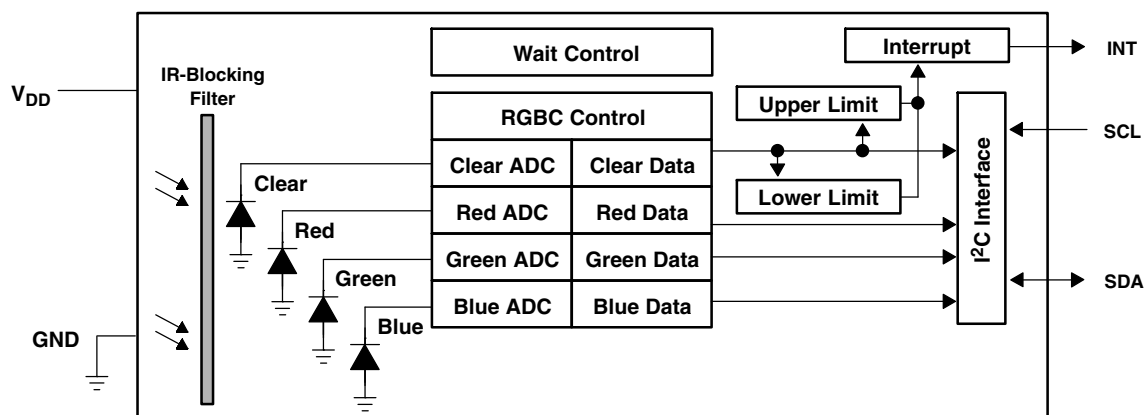 Wait Control
Interrupt
INT
IR-Blocking
Filter
VDD
Upper Limit
RGBC Control
SCL
Clear ADC
Clear Data
Clear
Lower Limit
Red ADC
Red Data
Red
I²C Interface
Green ADC
Green Data
Green
SDA
Blue ADC
Blue Data
Blue
GND